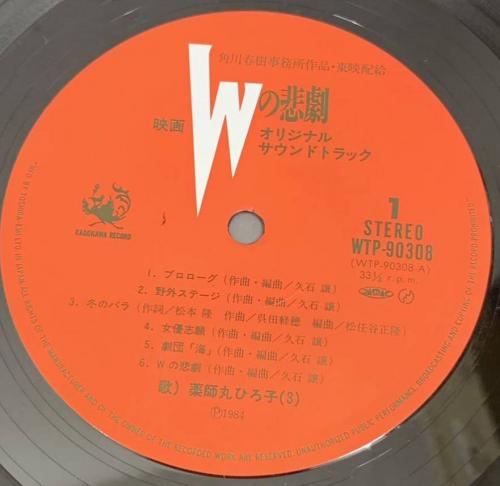 角川春樹事務所作品・東映配給
映画 Wの悲劇
オリジナル
サウンドトラック
KADOKAWA RECORD
1
STEREO
WTP-90308
(WTP-90308-A)
33⅓ r.p.m.
1. プロローグ (作曲・編曲/久石 譲)
2. 野外ステージ (作曲・編曲/久石 譲)
3. 冬のバラ (作詞/松本 隆 作曲/呉田軽穂 編曲/松任谷正隆)
4. 女優志願 (作曲・編曲/久石 譲)
5. 劇団「海」 (作曲・編曲/久石 譲)
6. Wの悲劇 (作曲・編曲/久石 譲)
歌) 薬師丸ひろ子(3)
Ⓟ1984
MFD. BY TOSHIBA-EMI LTD. IN JAPAN. ALL RIGHTS OF THE MANUFACTURER AND OF THE OWNER OF THE RECORDED WORK ARE RESERVED. UNAUTHORIZED PUBLIC PERFORMANCE, BROADCASTING AND COPYING OF THIS RECORD PROHIBITED